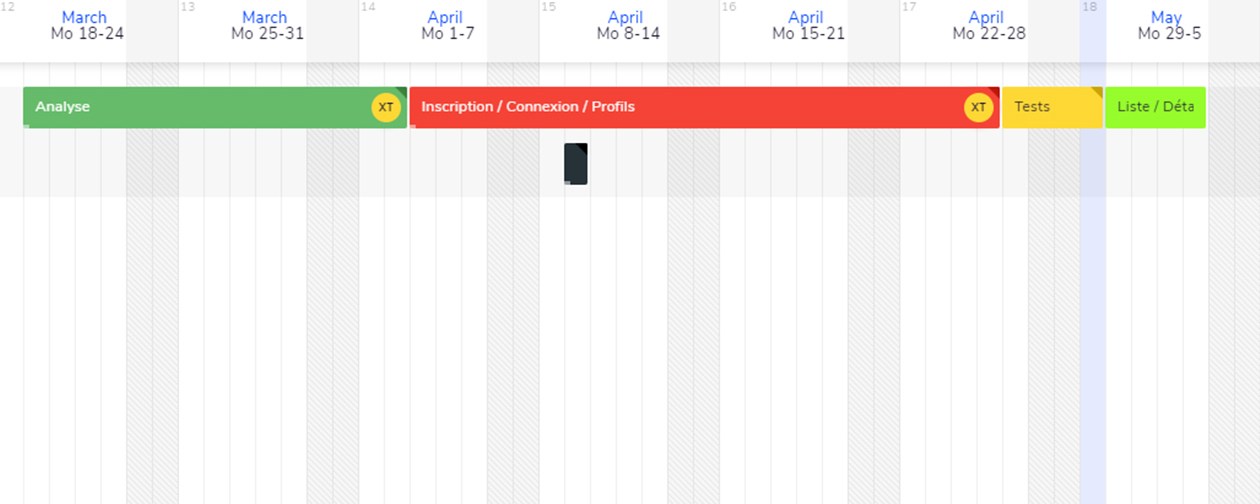 12 13 14 15 16 17 18
March March April April April April May
Mo 18-24 Mo 25-31 Mo 1-7 Mo 8-14 Mo 15-21 Mo 22-28 Mo 29-5
Analyse XT Inscription / Connexion / Profils XT Tests Liste / Déta